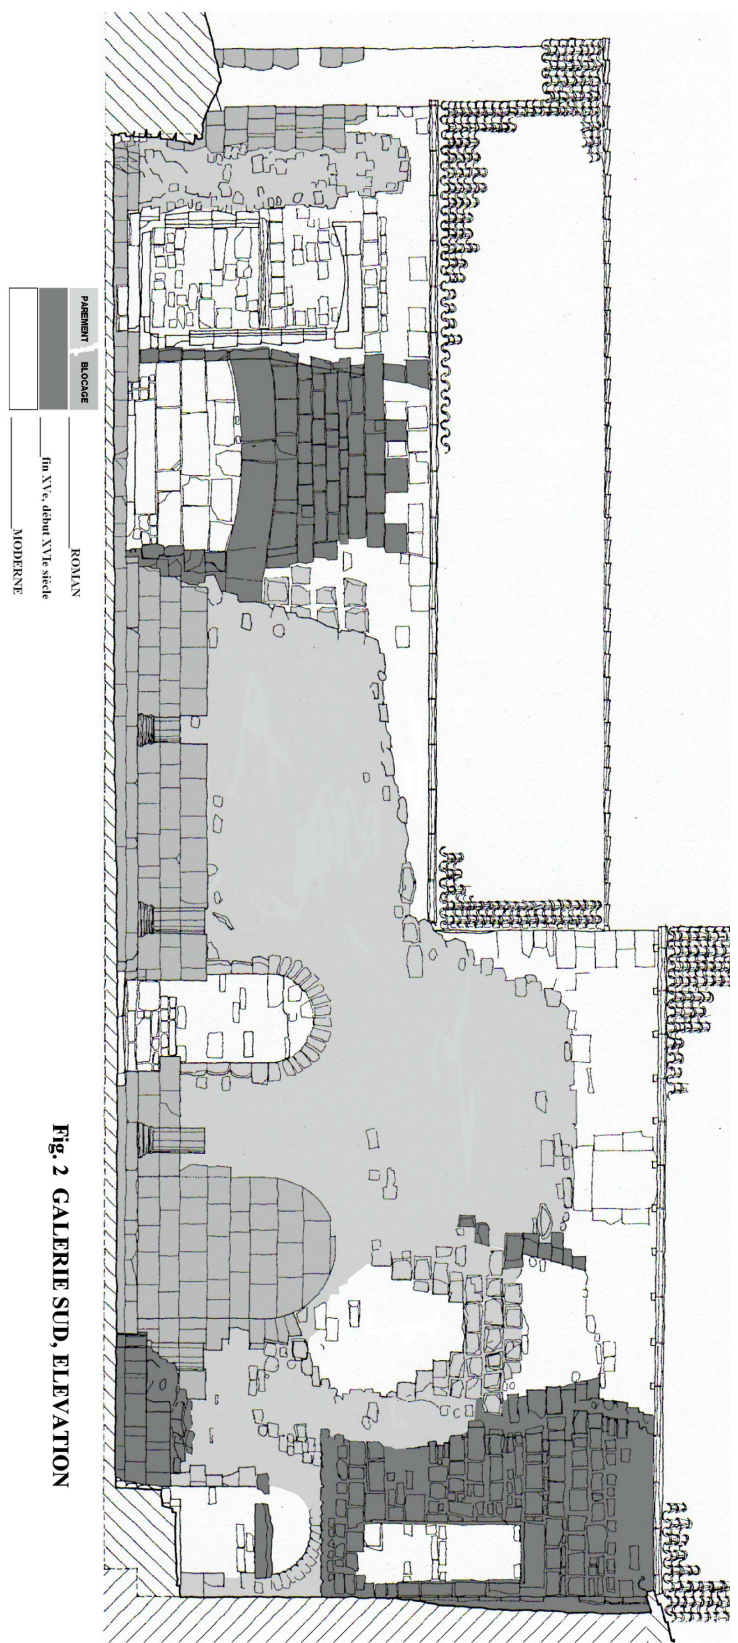 PAREMENT BLOCAGE
ROMAN
fin XVe, début XVIe siècle
MODERNE
Fig. 2 GALERIE SUD, ELEVATION